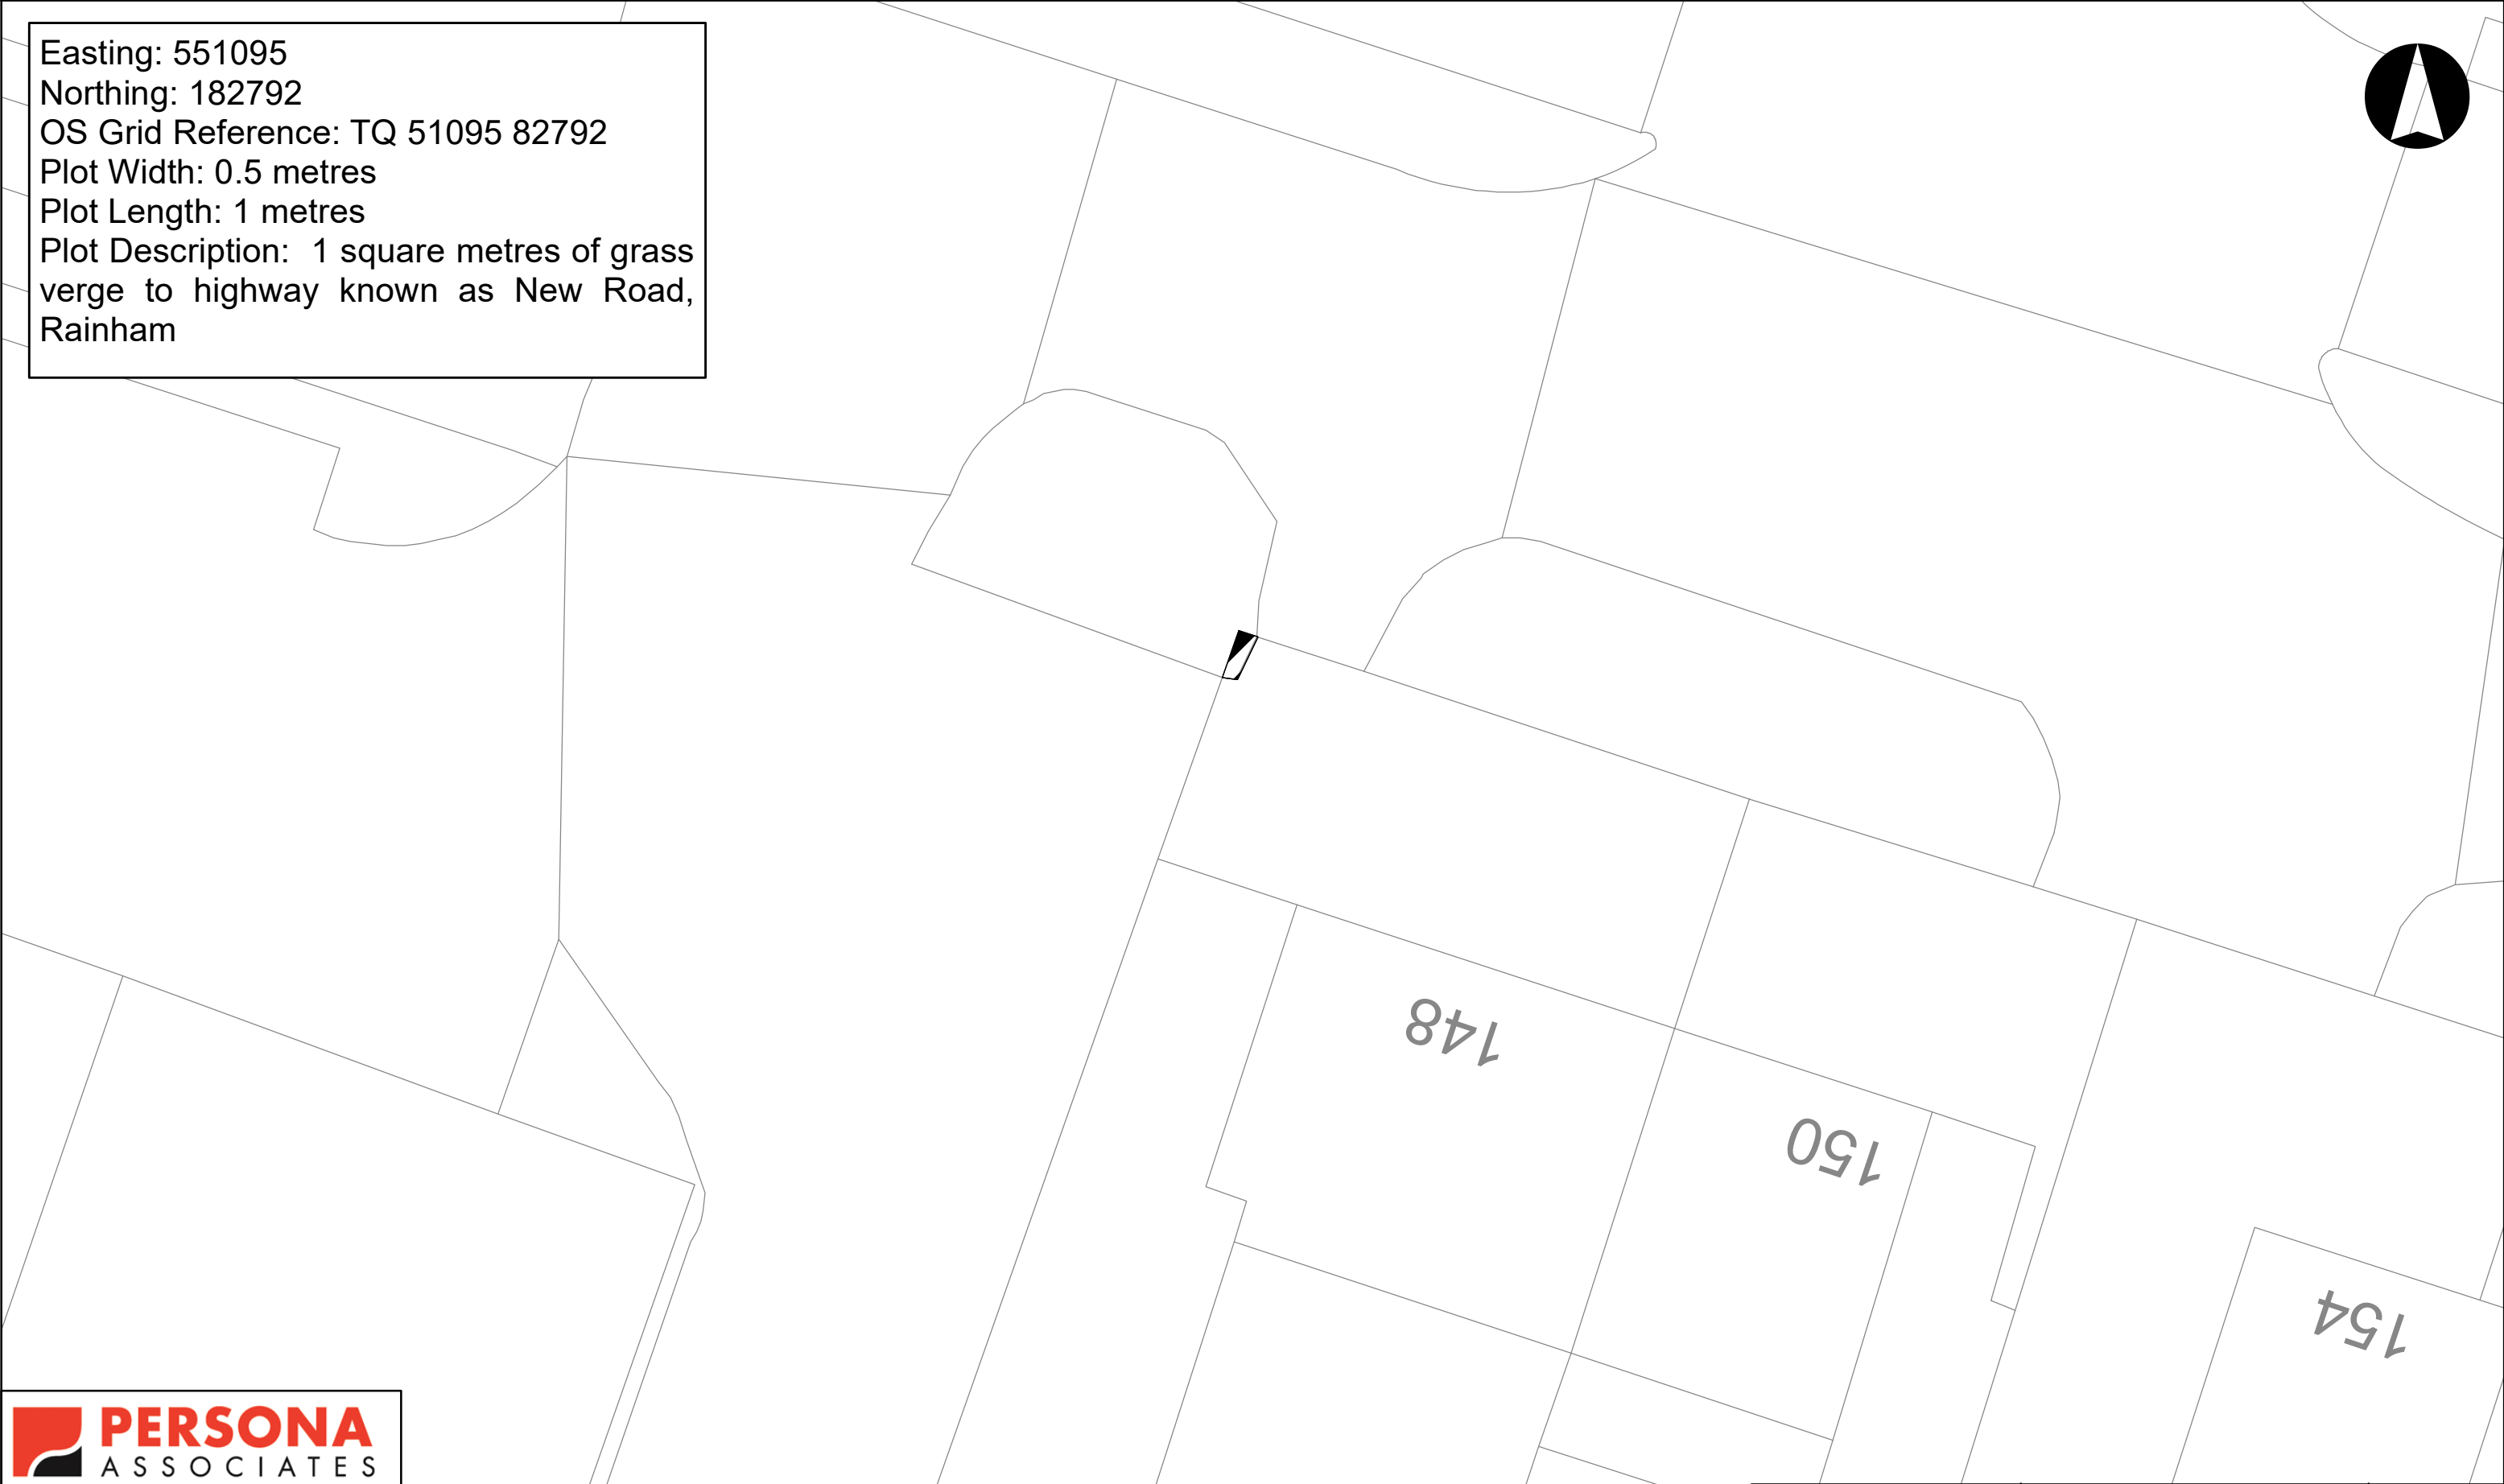 Easting: 551095
Northing: 182792
OS Grid Reference: TQ 51095 82792
Plot Width: 0.5 metres
Plot Length: 1 metres
Plot Description:  1 square metres of grass
verge to highway known as New Road,
Rainham
148
150
154
PERSONA
ASSOCIATES